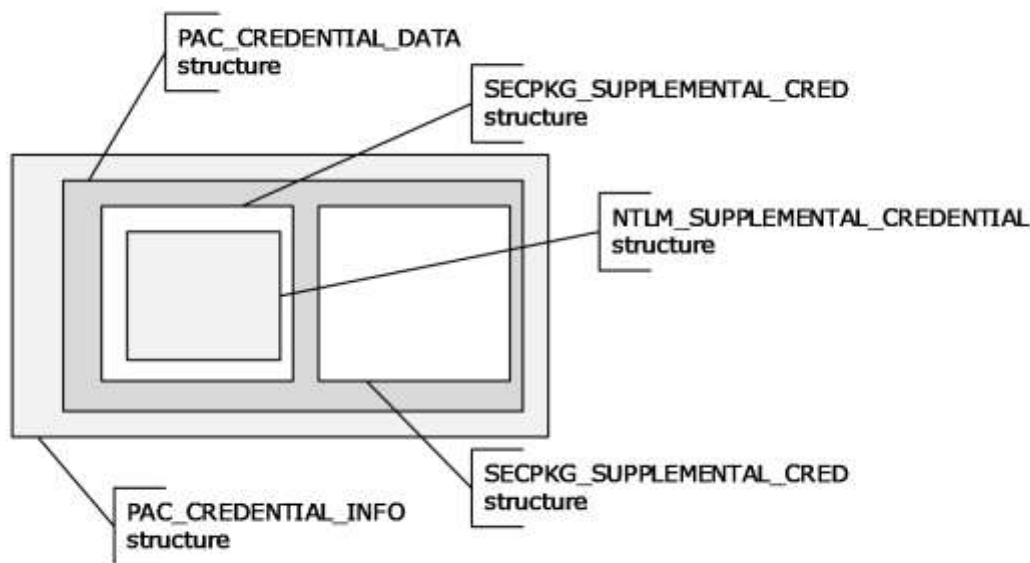 PAC_CREDENTIAL_DATA
structure
SECPKG_SUPPLEMENTAL_CRED
structure
NTLM_SUPPLEMENTAL_CREDENTIAL
structure
SECPKG_SUPPLEMENTAL_CRED
structure
PAC_CREDENTIAL_INFO
structure